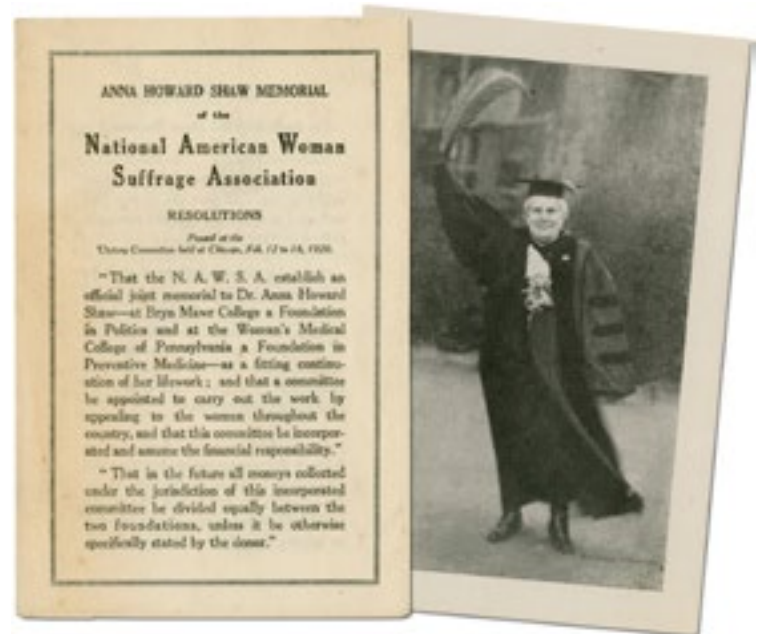 ANNA HOWARD SHAW MEMORIAL
of the
National American Woman
Suffrage Association
RESOLUTIONS
Passed at the
Victory Convention held at Chicago, Feb. 12 to 18, 1920.
"That the N. A. W. S. A. establish an
official joint memorial to Dr. Anna Howard
Shaw—at Bryn Mawr College a Foundation
in Politics and at the Woman's Medical
College of Pennsylvania a Foundation in
Preventive Medicine—as a fitting continu-
ation of her lifework; and that a committee
be appointed to carry out the work by
appealing to the women throughout the
country, and that this committee be incorpor-
ated and assume the financial responsibility."
"That in the future all moneys collected
under the jurisdiction of this incorporated
committee be divided equally between the
two foundations, unless it be otherwise
specifically stated by the donor."